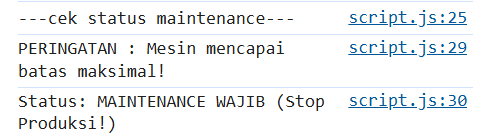 ---cek status maintenance--- script.js:25
PERINGATAN : Mesin mencapai script.js:29
batas maksimal!
Status: MAINTENANCE WAJIB (Stop script.js:30
Produksi!)